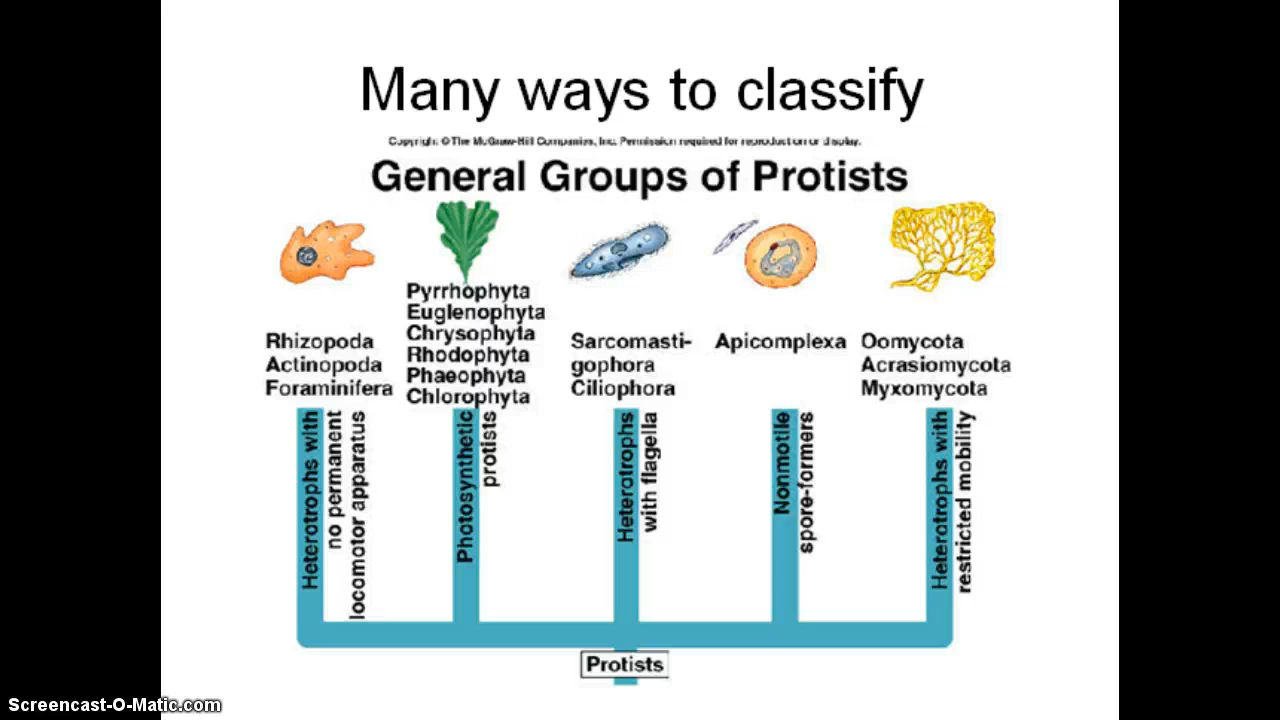 Many ways to classify
Copyright © The McGraw-Hill Companies, Inc. Permission required for reproduction or display.
General Groups of Protists
Rhizopoda
Actinopoda
Foraminifera
Pyrrhophyta
Euglenophyta
Chrysophyta
Rhodophyta
Phaeophyta
Chlorophyta
Sarcomasti-
gophora
Ciliophora
Apicomplexa
Oomycota
Acrasiomycota
Myxomycota
Heterotrophs with
no permanent
locomotor apparatus
Photosynthetic
protists
Heterotrophs
with flagella
Nonmotile
spore-formers
Heterotrophs with
restricted mobility
Protists
Screencast-O-Matic.com